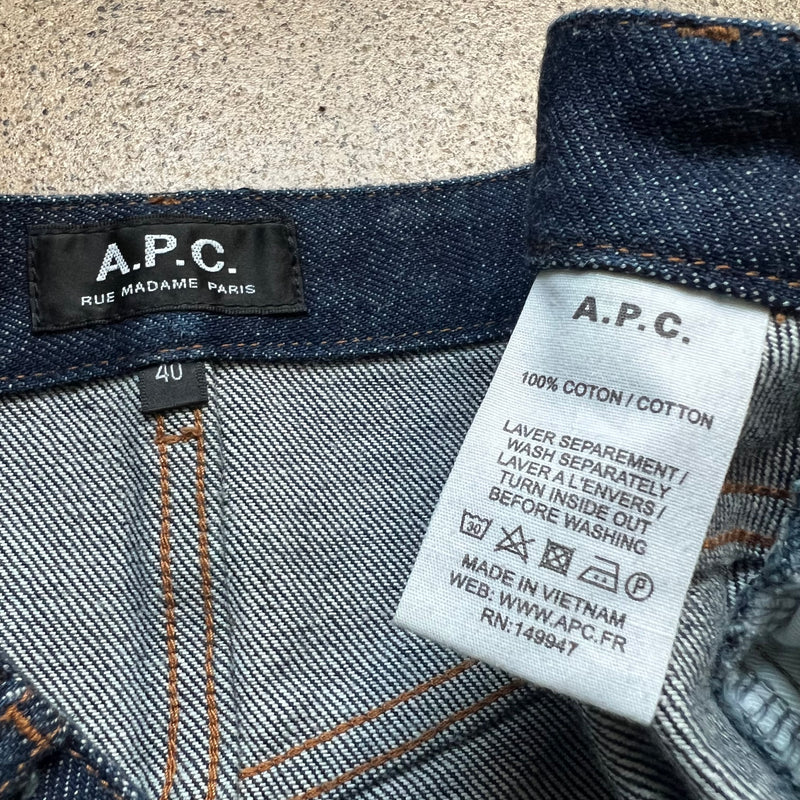 A.P.C.
RUE MADAME PARIS
40
A.P.C.
100% COTON / COTTON
LAVER SEPAREMENT /
WASH SEPARATELY
LAVER A L'ENVERS /
TURN INSIDE OUT
BEFORE WASHING
30
P
MADE IN VIETNAM
WEB: WWW.APC.FR
RN:149947